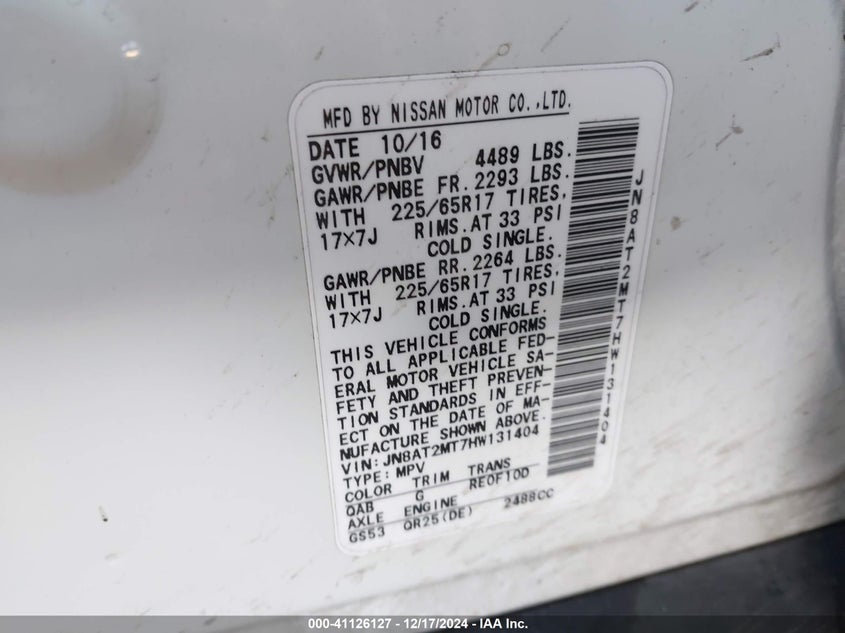 MFD BY NISSAN MOTOR CO.,LTD.
DATE 10/16
GVWR/PNBV 4489 LBS.
GAWR/PNBE FR. 2293 LBS.
WITH 225/65R17 TIRES,
17×7J RIMS.AT 33 PSI
COLD SINGLE.
GAWR/PNBE RR. 2264 LBS.
WITH 225/65R17 TIRES,
17×7J RIMS.AT 33 PSI
COLD SINGLE.
THIS VEHICLE CONFORMS
TO ALL APPLICABLE FED-
ERAL MOTOR VEHICLE SA-
FETY AND THEFT PREVEN-
TION STANDARDS IN EFF-
ECT ON THE DATE OF MA-
NUFACTURE SHOWN ABOVE.
VIN: JN8AT2MT7HW131404
TYPE: MPV
COLOR TRIM TRANS
QAB G RE0F10D
AXLE ENGINE
GS53 QR25(DE) 2488CC
JN8AT2MT7HW131404
000-41126127 - 12/17/2024 - IAA Inc.